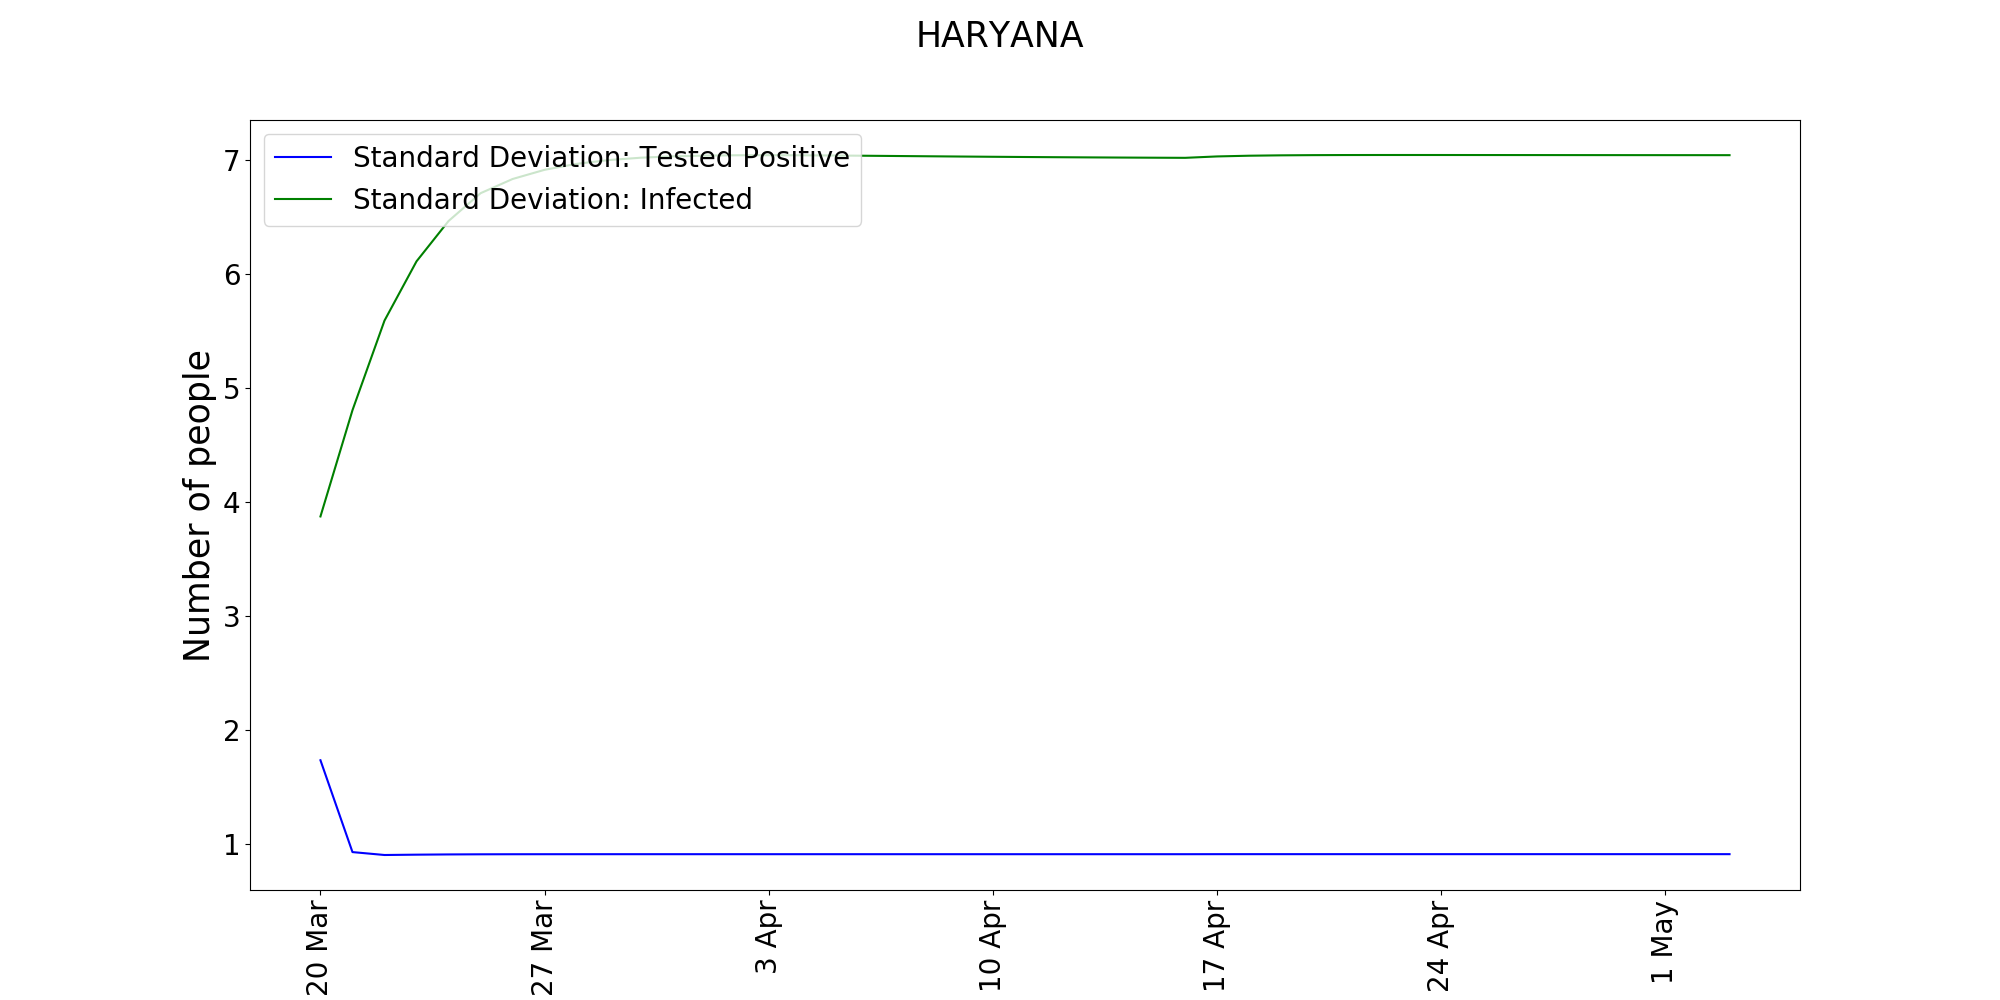 HARYANA
Standard Deviation: Tested Positive
Standard Deviation: Infected
Number of people
7
6
5
4
3
2
1
20 Mar
27 Mar
3 Apr
10 Apr
17 Apr
24 Apr
1 May